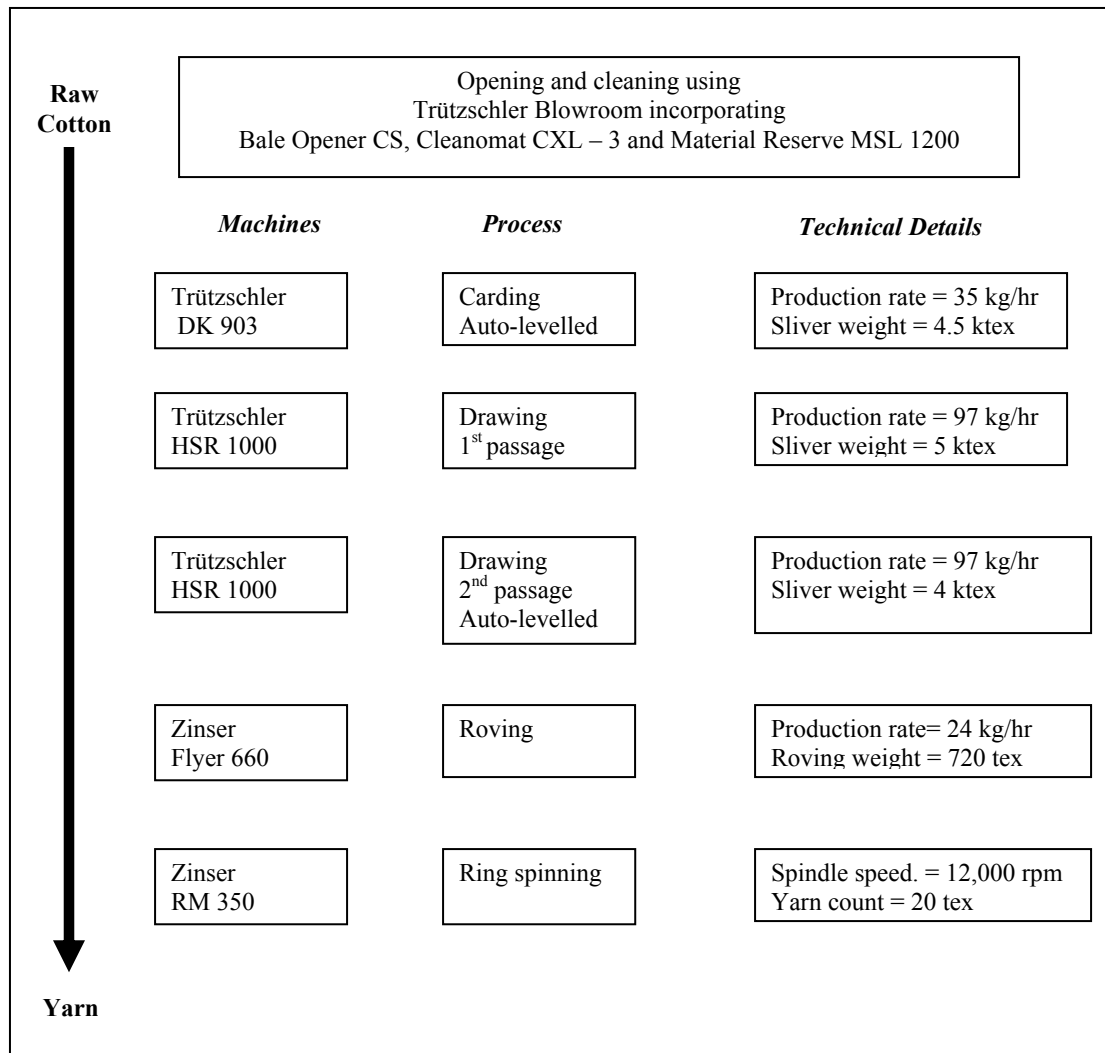 Raw
Cotton
Opening and cleaning using
Trützschler Blowroom incorporating
Bale Opener CS, Cleanomat CXL – 3 and Material Reserve MSL 1200
Machines
Process
Technical Details
Trützschler
DK 903
Carding
Auto-levelled
Production rate = 35 kg/hr
Sliver weight = 4.5 ktex
Trützschler
HSR 1000
Drawing
1st passage
Production rate = 97 kg/hr
Sliver weight = 5 ktex
Trützschler
HSR 1000
Drawing
2nd passage
Auto-levelled
Production rate = 97 kg/hr
Sliver weight = 4 ktex
Zinser
Flyer 660
Roving
Production rate= 24 kg/hr
Roving weight = 720 tex
Zinser
RM 350
Ring spinning
Spindle speed. = 12,000 rpm
Yarn count = 20 tex
Yarn